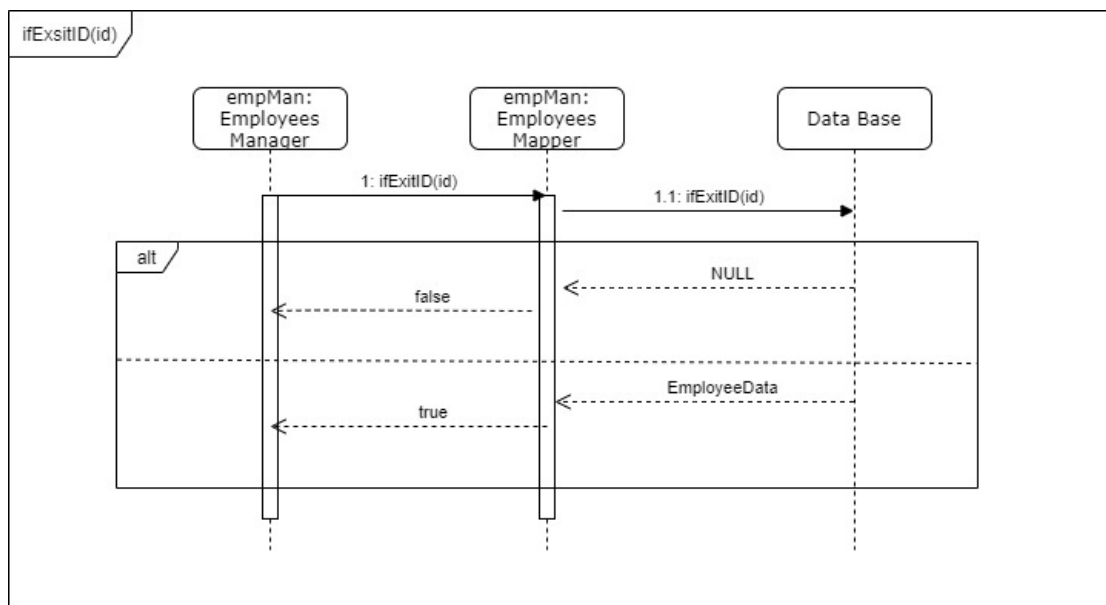 ifExsitID(id)
empMan:
Employees
Manager
empMan:
Employees
Mapper
Data Base
1: ifExitID(id)
1.1: ifExitID(id)
alt
NULL
false
EmployeeData
true